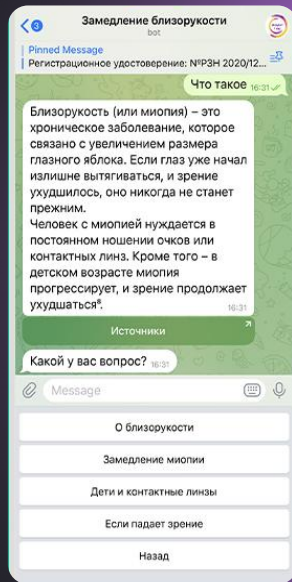 3
Замедление близорукости
bot
Pinned Message
Регистрационное удостоверение: №РЗН 2020/12...
Что такое 16:31
Близорукость (или миопия) – это
хроническое заболевание, которое
связано с увеличением размера
глазного яблока. Если глаз уже начал
излишне вытягиваться, и зрение
ухудшилось, оно никогда не станет
прежним.
Человек с миопией нуждается в
постоянном ношении очков или
контактных линз. Кроме того – в
детском возрасте миопия
прогрессирует, и зрение продолжает
ухудшаться⁸.
16:31
Источники
Какой у вас вопрос? 16:31
Message
О близорукости
Замедление миопии
Дети и контактные линзы
Если падает зрение
Назад